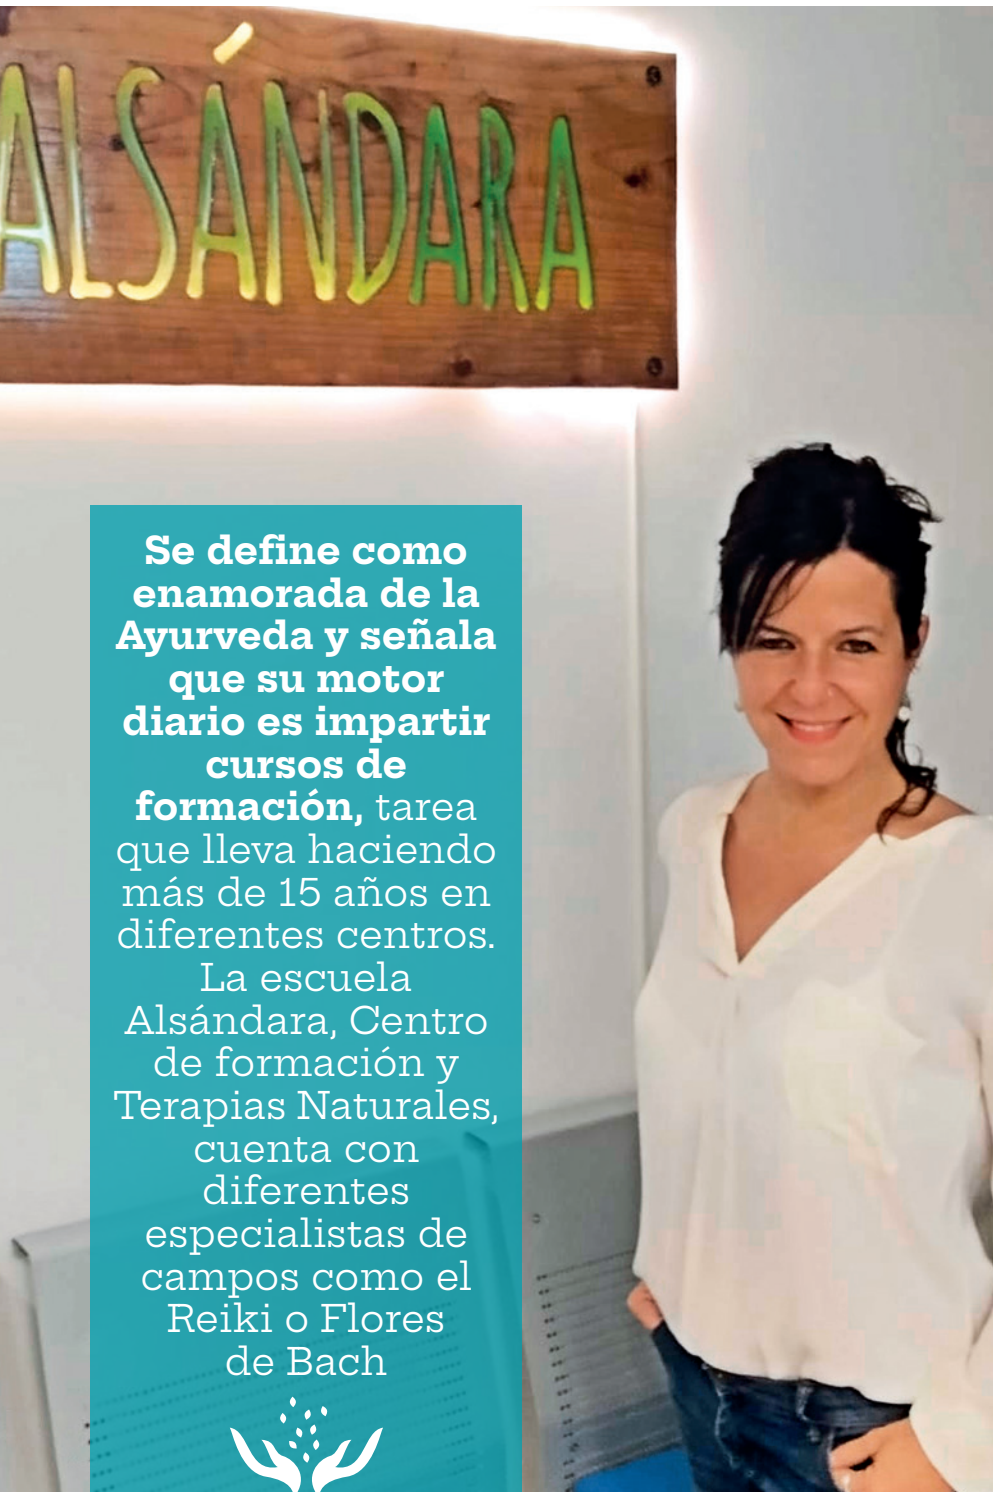 ALSÁNDARA
Se define como
enamorada de la
Ayurveda y señala
que su motor
diario es impartir
cursos de
formación, tarea
que lleva haciendo
más de 15 años en
diferentes centros.
La escuela
Alsándara, Centro
de formación y
Terapias Naturales,
cuenta con
diferentes
especialistas de
campos como el
Reiki o Flores
de Bach